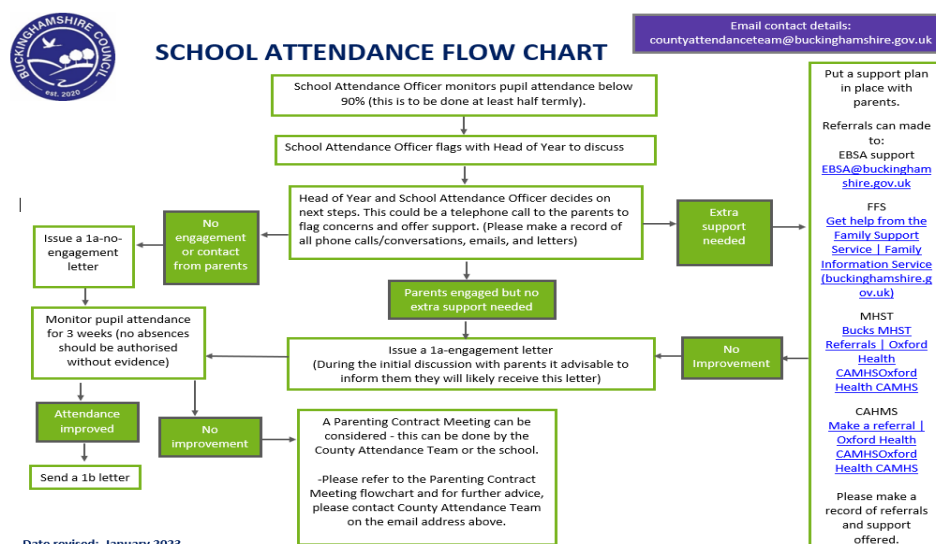 BUCKINGHAMSHIRE COUNCIL
est. 2020
SCHOOL ATTENDANCE FLOW CHART
Email contact details:
countyattendanceteam@buckinghamshire.gov.uk
School Attendance Officer monitors pupil attendance below
90% (this is to be done at least half termly).
School Attendance Officer flags with Head of Year to discuss
Head of Year and School Attendance Officer decides on
next steps. This could be a telephone call to the parents to
flag concerns and offer support. (Please make a record of
all phone calls/conversations, emails, and letters)
No
engagement
or contact
from parents
Extra
support
needed
Issue a 1a-no-
engagement
letter
Parents engaged but no
extra support needed
Monitor pupil attendance
for 3 weeks (no absences
should be authorised
without evidence)
Issue a 1a-engagement letter
(During the initial discussion with parents it advisable to
inform them they will likely receive this letter)
No
Improvement
Attendance
improved
No
improvement
Send a 1b letter
A Parenting Contract Meeting can be
considered - this can be done by the
County Attendance Team or the school.
-Please refer to the Parenting Contract
Meeting flowchart and for further advice,
please contact County Attendance Team
on the email address above.
Put a support plan
in place with
parents.
Referrals can made
to:
EBSA support
EBSA@buckingham
shire.gov.uk
FFS
Get help from the
Family Support
Service | Family
Information Service
(buckinghamshire.g
ov.uk)
MHST
Bucks MHST
Referrals | Oxford
Health
CAMHSOxford
Health CAMHS
CAHMS
Make a referral |
Oxford Health
CAMHSOxford
Health CAMHS
Please make a
record of referrals
and support
offered.
Date revised: January 2023